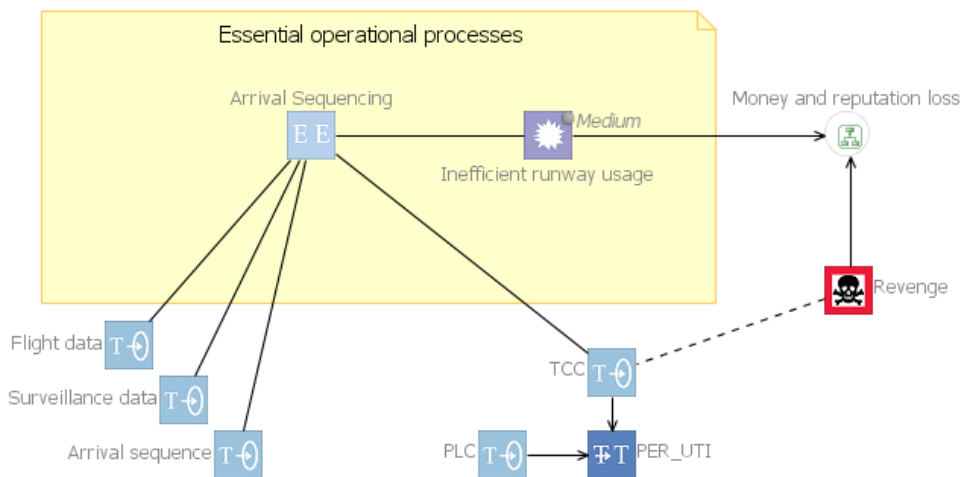 Essential operational processes
Arrival Sequencing
Money and reputation loss
E E
Medium
Inefficient runway usage
Revenge
Flight data
T
TCC
T
Surveillance data
T
Arrival sequence
T
PLC
T
T T
PER_UTI